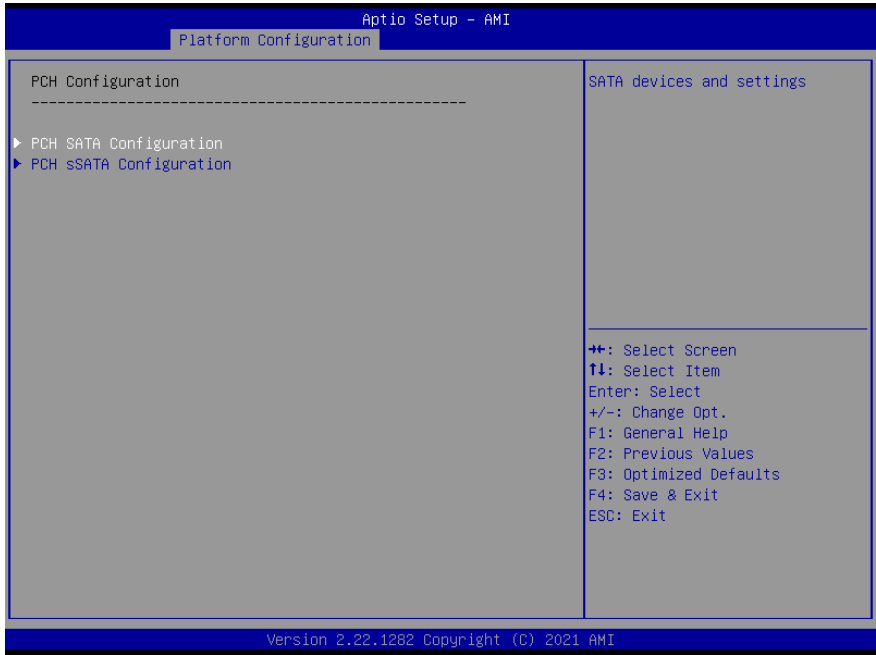 Aptio Setup – AMI
Platform Configuration
PCH Configuration
--------------------------------------------------
PCH SATA Configuration
PCH sSATA Configuration
SATA devices and settings
→←: Select Screen
↑↓: Select Item
Enter: Select
+/-: Change Opt.
F1: General Help
F2: Previous Values
F3: Optimized Defaults
F4: Save & Exit
ESC: Exit
Version 2.22.1282 Copyright (C) 2021 AMI